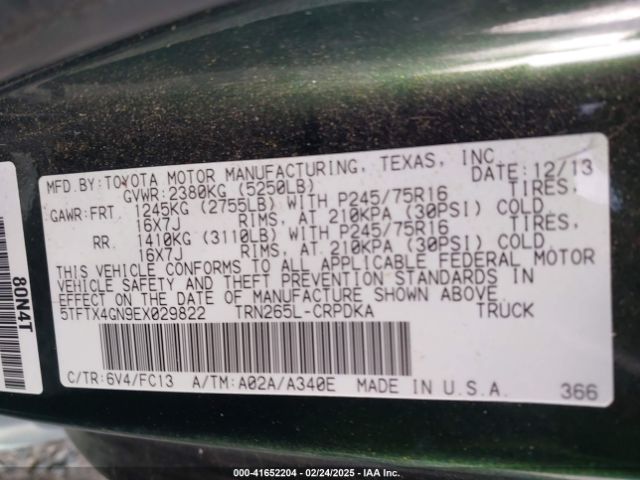 MFD.BY:TOYOTA MOTOR MANUFACTURING, TEXAS, INC.
GVWR:2380KG (5250LB) DATE:12/13
GAWR:FRT. 1245KG (2755LB) WITH P245/75R16 TIRES,
16X7J RIMS, AT 210KPA (30PSI) COLD
RR. 1410KG (3110LB) WITH P245/75R16 TIRES,
16X7J RIMS, AT 210KPA (30PSI) COLD.
THIS VEHICLE CONFORMS TO ALL APPLICABLE FEDERAL MOTOR
VEHICLE SAFETY AND THEFT PREVENTION STANDARDS IN
EFFECT ON THE DATE OF MANUFACTURE SHOWN ABOVE.
5TFTX4GN9EX029822 TRN265L-CRPDKA TRUCK
C/TR:6V4/FC13 A/TM:A02A/A340E MADE IN U.S.A. 366
80N4T
000-41652204 - 02/24/2025 - IAA Inc.